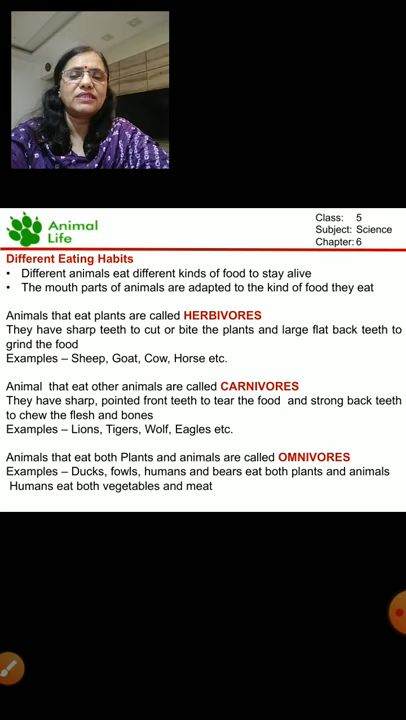 Animal
Life
Class: 5
Subject: Science
Chapter: 6
Different Eating Habits
• Different animals eat different kinds of food to stay alive
• The mouth parts of animals are adapted to the kind of food they eat
Animals that eat plants are called HERBIVORES
They have sharp teeth to cut or bite the plants and large flat back teeth to
grind the food
Examples – Sheep, Goat, Cow, Horse etc.
Animal that eat other animals are called CARNIVORES
They have sharp, pointed front teeth to tear the food and strong back teeth
to chew the flesh and bones
Examples – Lions, Tigers, Wolf, Eagles etc.
Animals that eat both Plants and animals are called OMNIVORES
Examples – Ducks, fowls, humans and bears eat both plants and animals
Humans eat both vegetables and meat